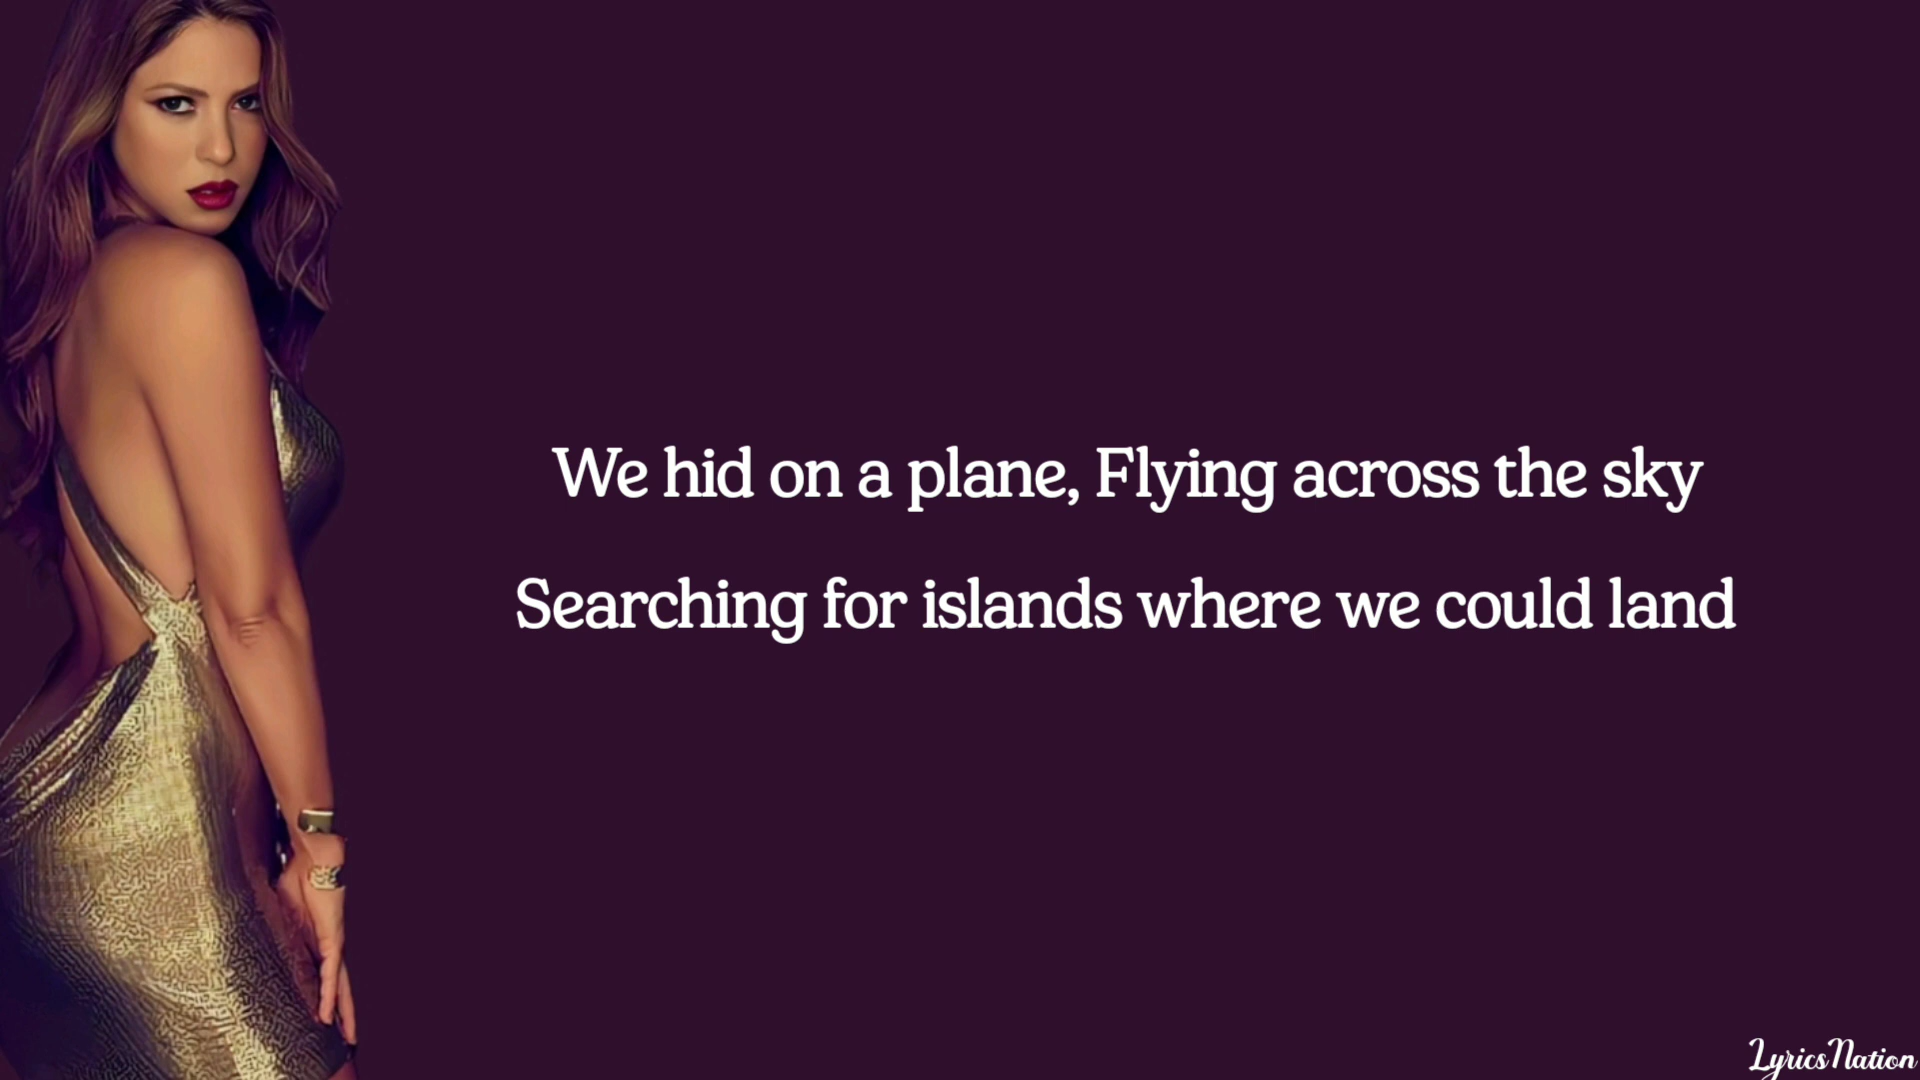 We hid on a plane, Flying across the sky
Searching for islands where we could land
LyricsNation